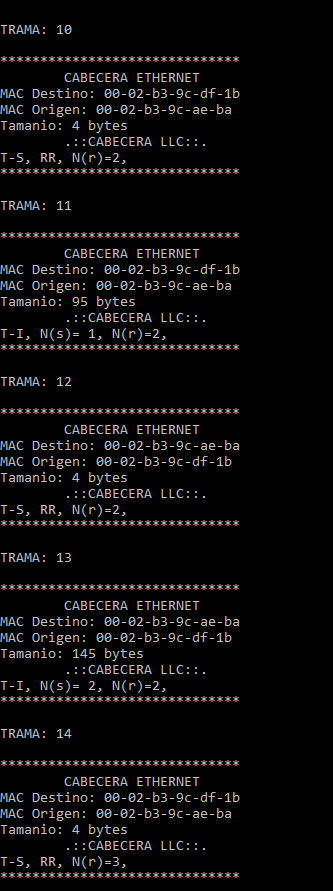 TRAMA: 10
******************************
CABECERA ETHERNET
MAC Destino: 00-02-b3-9c-df-1b
MAC Origen: 00-02-b3-9c-ae-ba
Tamanio: 4 bytes
.::CABECERA LLC::.
T-S, RR, N(r)=2,
******************************
TRAMA: 11
******************************
CABECERA ETHERNET
MAC Destino: 00-02-b3-9c-df-1b
MAC Origen: 00-02-b3-9c-ae-ba
Tamanio: 95 bytes
.::CABECERA LLC::.
T-I, N(s)= 1, N(r)=2,
******************************
TRAMA: 12
******************************
CABECERA ETHERNET
MAC Destino: 00-02-b3-9c-ae-ba
MAC Origen: 00-02-b3-9c-df-1b
Tamanio: 4 bytes
.::CABECERA LLC::.
T-S, RR, N(r)=2,
******************************
TRAMA: 13
******************************
CABECERA ETHERNET
MAC Destino: 00-02-b3-9c-ae-ba
MAC Origen: 00-02-b3-9c-df-1b
Tamanio: 145 bytes
.::CABECERA LLC::.
T-I, N(s)= 2, N(r)=2,
******************************
TRAMA: 14
******************************
CABECERA ETHERNET
MAC Destino: 00-02-b3-9c-df-1b
MAC Origen: 00-02-b3-9c-ae-ba
Tamanio: 4 bytes
.::CABECERA LLC::.
T-S, RR, N(r)=3,
******************************